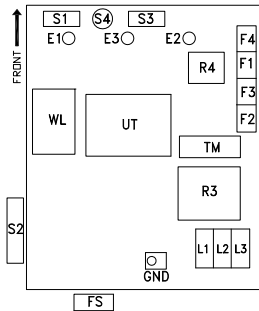 S1 S4 S3
E1 E3 E2
FRONT
F4
R4
F1
F3
WL
UT
F2
TM
R3
S2
L1 L2 L3
GND
FS